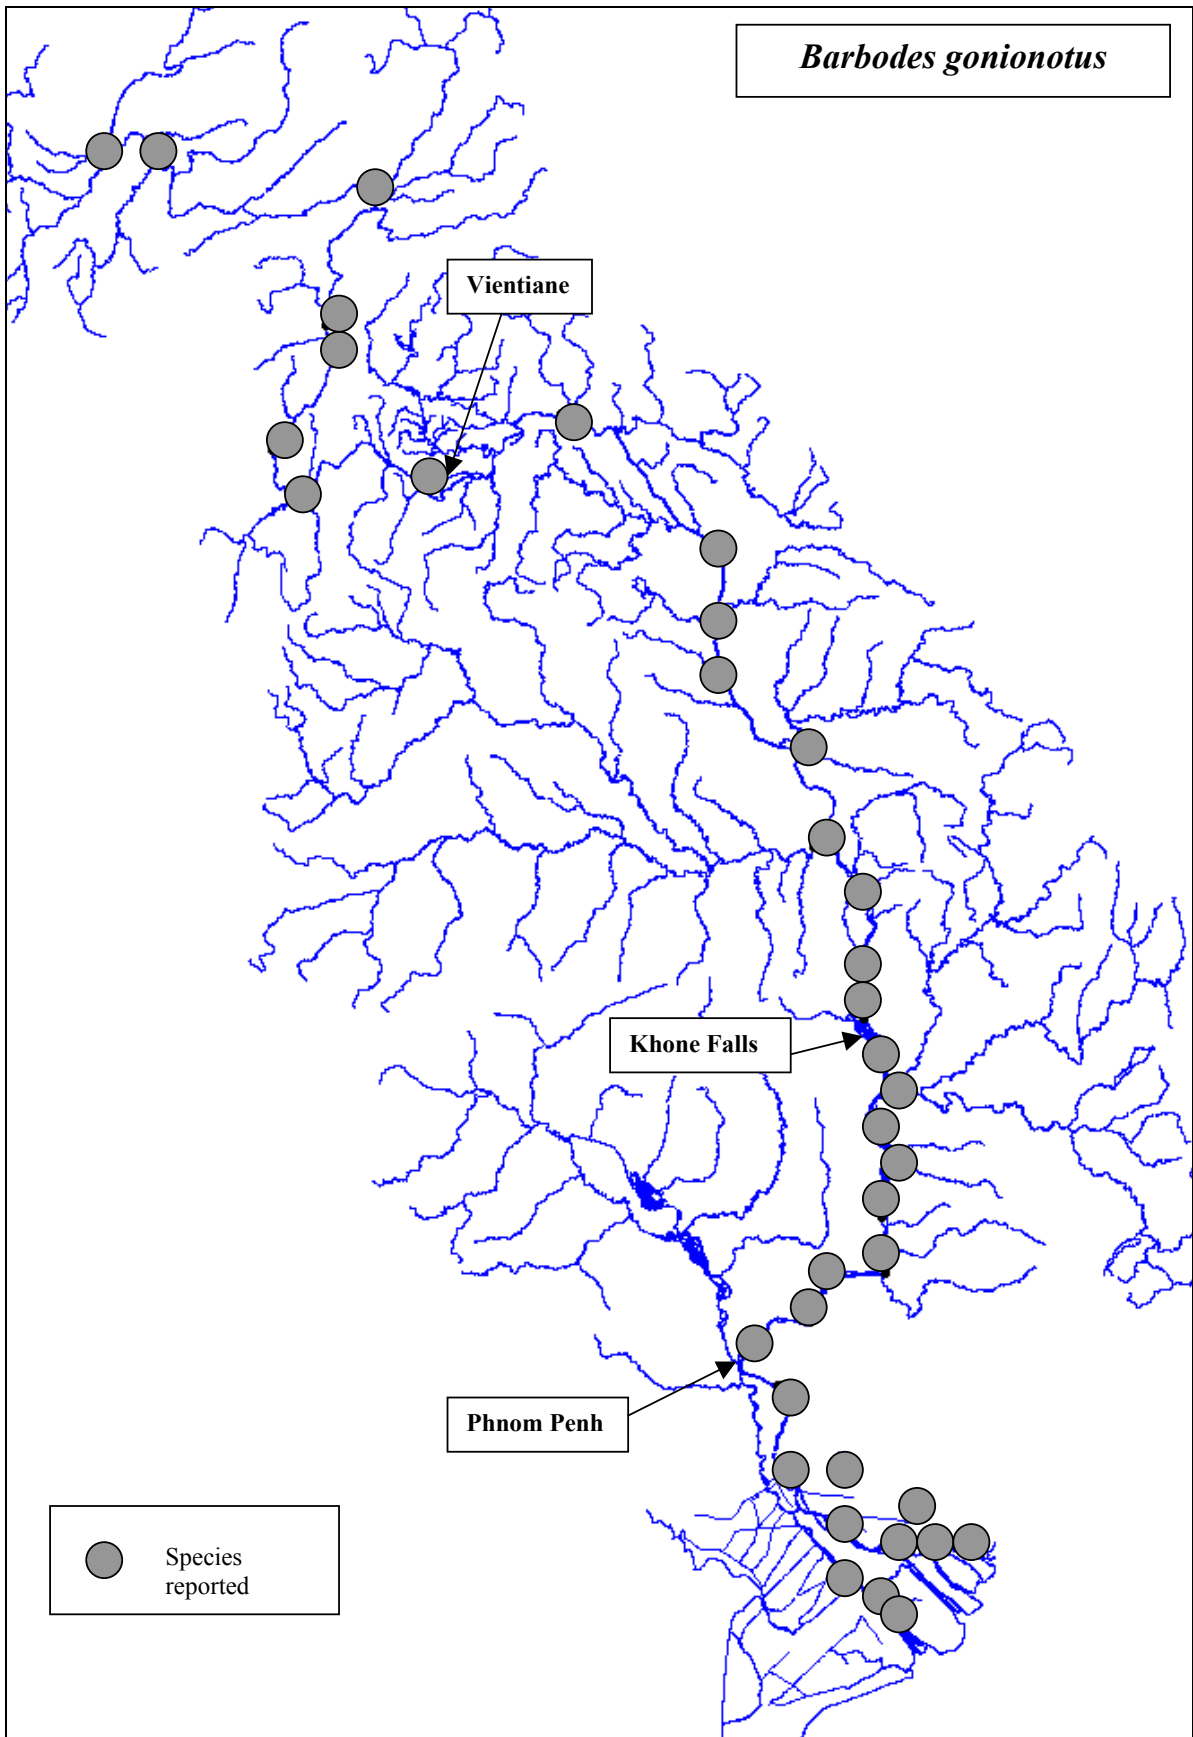 Barbodes gonionotus
Vientiane
Khone Falls
Phnom Penh
Species
reported